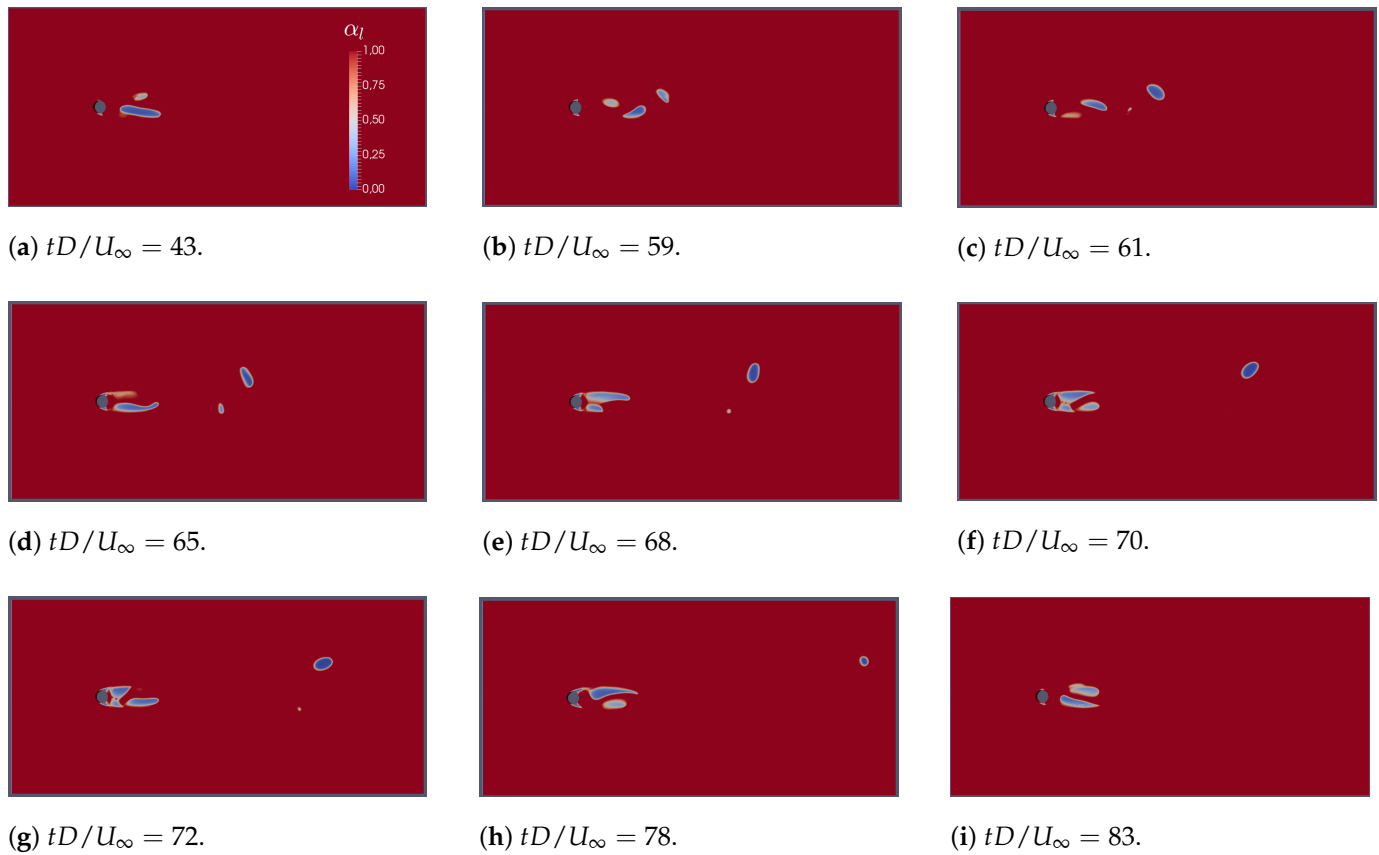 α_l
1,00
0,75
0,50
0,25
0,00
(a) tD/U∞ = 43.
(b) tD/U∞ = 59.
(c) tD/U∞ = 61.
(d) tD/U∞ = 65.
(e) tD/U∞ = 68.
(f) tD/U∞ = 70.
(g) tD/U∞ = 72.
(h) tD/U∞ = 78.
(i) tD/U∞ = 83.